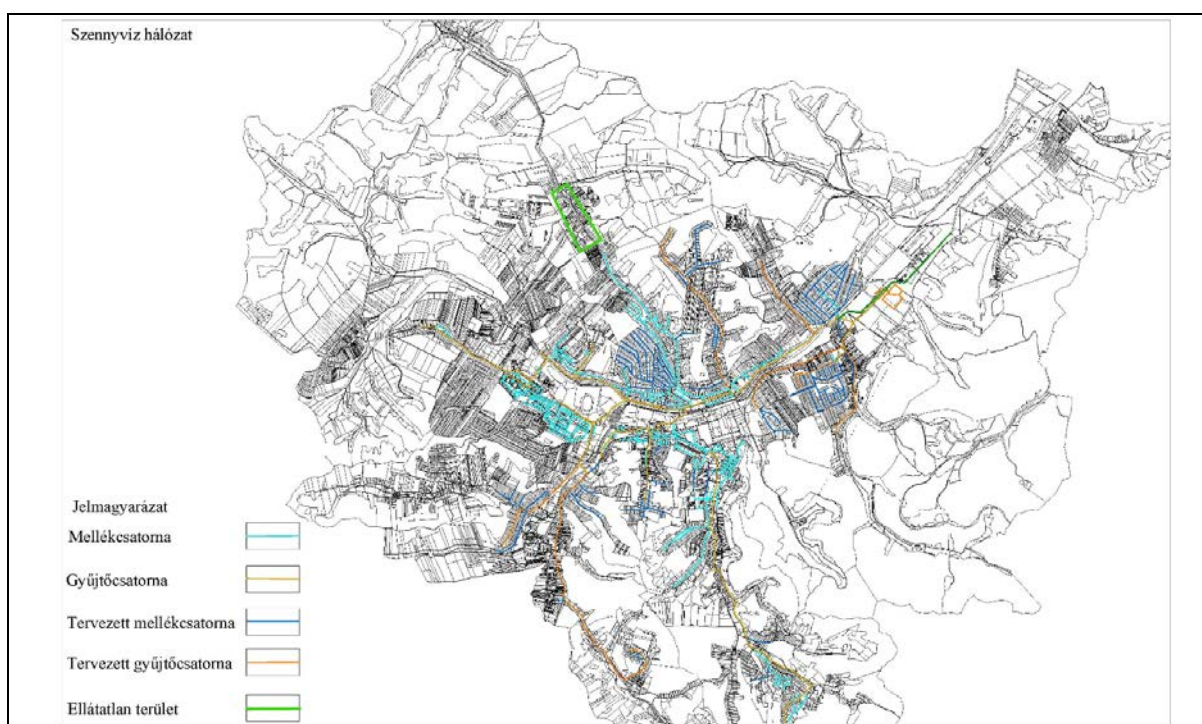 Szennyvíz hálózat
Jelmagyarázat
Mellékcsatorna
Gyűjtőcsatorna
Tervezett mellékcsatorna
Tervezett gyűjtőcsatorna
Ellátatlan terület